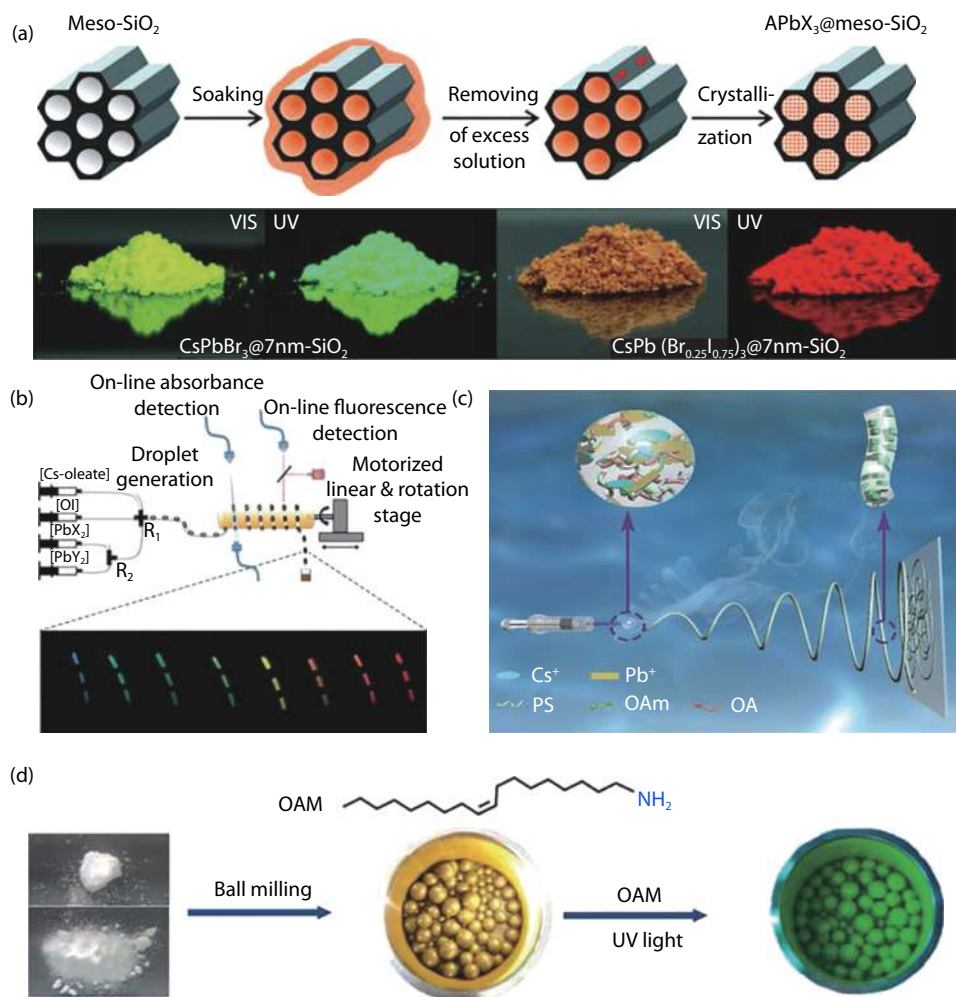 (a)
Meso-SiO₂
APbX₃@meso-SiO₂
Soaking
Removing
of excess
solution
Crystalli-
zation
VIS
UV
VIS
UV
CsPbBr₃@7nm-SiO₂
CsPb (Br₀.₂₅I₀.₇₅)₃@7nm-SiO₂
(b)
On-line absorbance
detection
On-line fluorescence
detection
Droplet
generation
Motorized
linear & rotation
stage
[Cs-oleate]
[OI]
[PbX₂]
[PbY₂]
R₁
R₂
(c)
Cs⁺
Pb⁺
PS
OAm
OA
(d)
OAM
NH₂
Ball milling
OAM
UV light